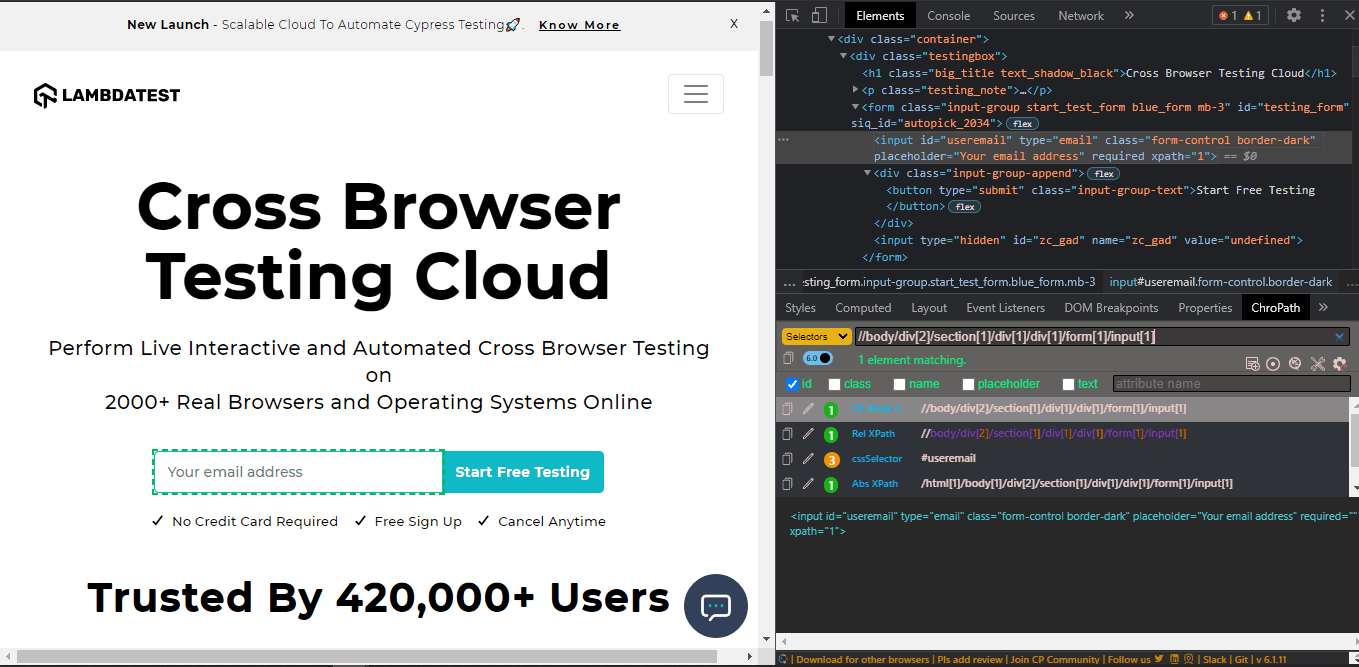 New Launch - Scalable Cloud To Automate Cypress Testing🚀. Know More X
LAMBDATEST
Cross Browser
Testing Cloud
Perform Live Interactive and Automated Cross Browser Testing
on
2000+ Real Browsers and Operating Systems Online
Your email address Start Free Testing
✓ No Credit Card Required ✓ Free Sign Up ✓ Cancel Anytime
Trusted By 420,000+ Users
Elements Console Sources Network » 1 1
<div class="container">
<div class="testingbox">
<h1 class="big_title text_shadow_black">Cross Browser Testing Cloud</h1>
<p class="testing_note">…</p>
<form class="input-group start_test_form blue_form mb-3" id="testing_form"
siq_id="autopick_2034"> flex
<input id="useremail" type="email" class="form-control border-dark"
placeholder="Your email address" required xpath="1"> == $0
<div class="input-group-append"> flex
<button type="submit" class="input-group-text">Start Free Testing
</button> flex
</div>
<input type="hidden" id="zc_gad" name="zc_gad" value="undefined">
</form>
… esting_form.input-group.start_test_form.blue_form.mb-3 input#useremail.form-control.border-dark …
Styles Computed Layout Event Listeners DOM Breakpoints Properties ChroPath »
Selectors //body/div[2]/section[1]/div[1]/div[1]/form[1]/input[1]
6.0 1 element matching.
id class name placeholder text attribute name
1 //body/div[2]/section[1]/div[1]/div[1]/form[1]/input[1]
1 Rel XPath //body/div[2]/section[1]/div[1]/div[1]/form[1]/input[1]
3 cssSelector #useremail
1 Abs XPath /html[1]/body[1]/div[2]/section[1]/div[1]/div[1]/form[1]/input[1]
<input id="useremail" type="email" class="form-control border-dark" placeholder="Your email address" required=""
xpath="1">
| Download for other browsers | Pls add review | Join CP Community | Follow us | Slack | Git | v 6.1.11